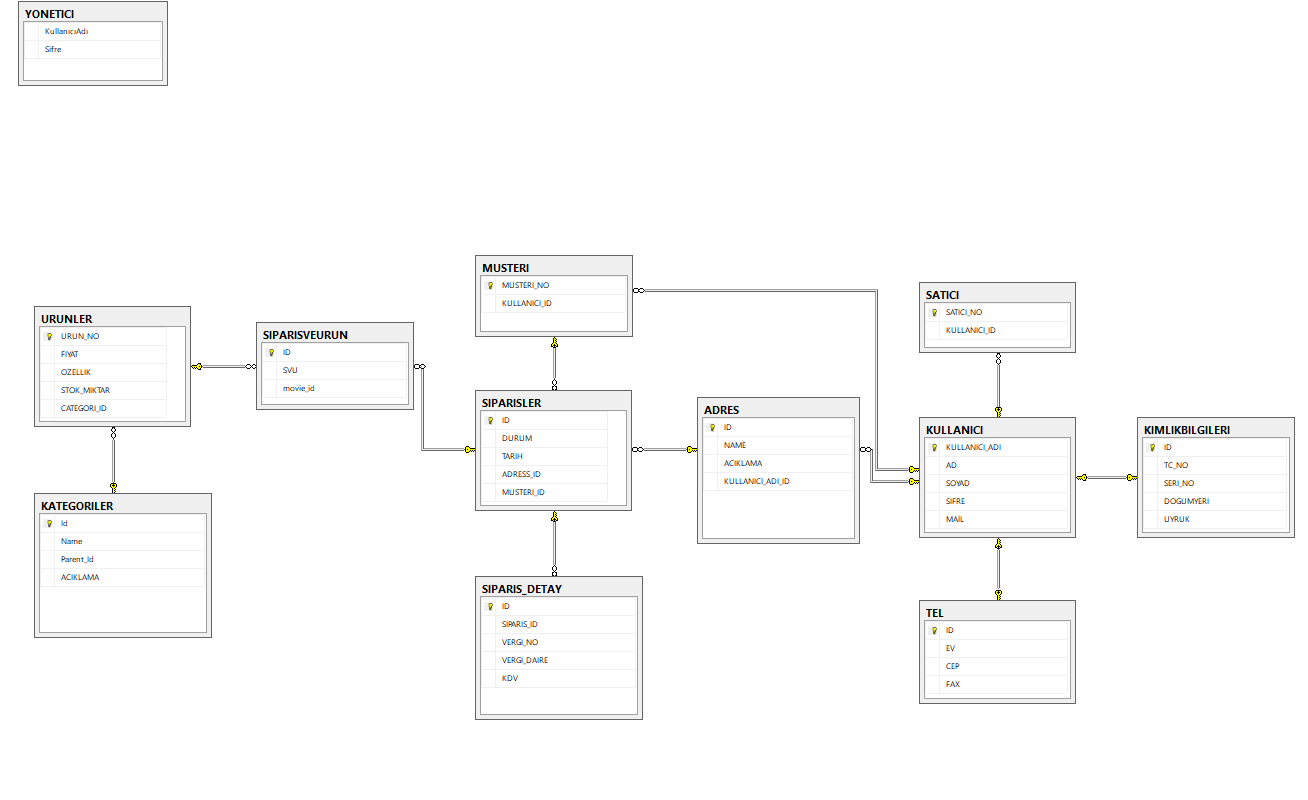 YONETICI
KullanıcıAdı
Sifre
MUSTERI
MUSTERI_NO
KULLANICI_ID
SATICI
SATICI_NO
KULLANICI_ID
URUNLER
URUN_NO
FIYAT
OZELLIK
STOK_MIKTAR
CATEGORI_ID
SIPARISVEURUN
ID
SVU
movie_id
SIPARISLER
ID
DURUM
TARIH
ADRESS_ID
MUSTERI_ID
ADRES
ID
NAME
ACIKLAMA
KULLANICI_ADI_ID
KULLANICI
KULLANICI_ADI
AD
SOYAD
SIFRE
MAİL
KIMLIKBILGILERI
ID
TC_NO
SERI_NO
DOGUMYERI
UYRUK
KATEGORILER
Id
Name
Parent_Id
ACIKLAMA
SIPARIS_DETAY
ID
SIPARIS_ID
VERGI_NO
VERGI_DAIRE
KDV
TEL
ID
EV
CEP
FAX